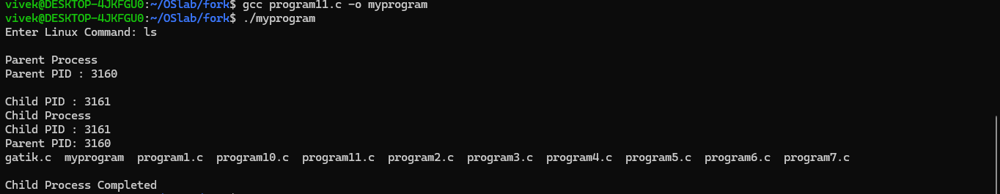 vivek@DESKTOP-4JKFGU0:~/OSlab/fork$ gcc program11.c -o myprogram
vivek@DESKTOP-4JKFGU0:~/OSlab/fork$ ./myprogram
Enter Linux Command: ls
Parent Process
Parent PID : 3160
Child PID : 3161
Child Process
Child PID : 3161
Parent PID: 3160
gatik.c  myprogram  program1.c  program10.c  program11.c  program2.c  program3.c  program4.c  program5.c  program6.c  program7.c
Child Process Completed